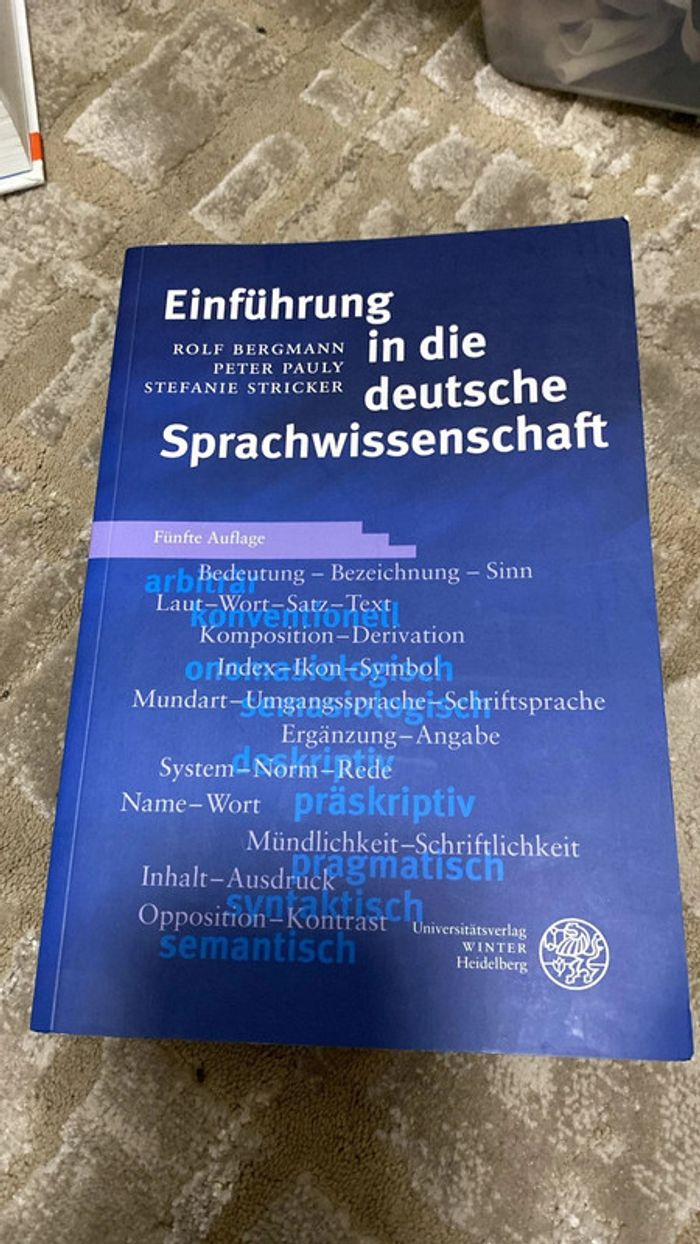 Einführung
in die
deutsche
Sprachwissenschaft
ROLF BERGMANN
PETER PAULY
STEFANIE STRICKER
Fünfte Auflage
Bedeutung – Bezeichnung – Sinn
arbiträr
Laut–Wort–Satz–Text
konventionell
Komposition–Derivation
Index–Ikon–Symbol
onomasiologisch
Mundart–Umgangssprache–Schriftsprache
semasiologisch
Ergänzung–Angabe
deskriptiv
System–Norm–Rede
Name–Wort
präskriptiv
Mündlichkeit–Schriftlichkeit
pragmatisch
Inhalt–Ausdruck
syntaktisch
Opposition–Kontrast
semantisch
Universitätsverlag
WINTER
Heidelberg